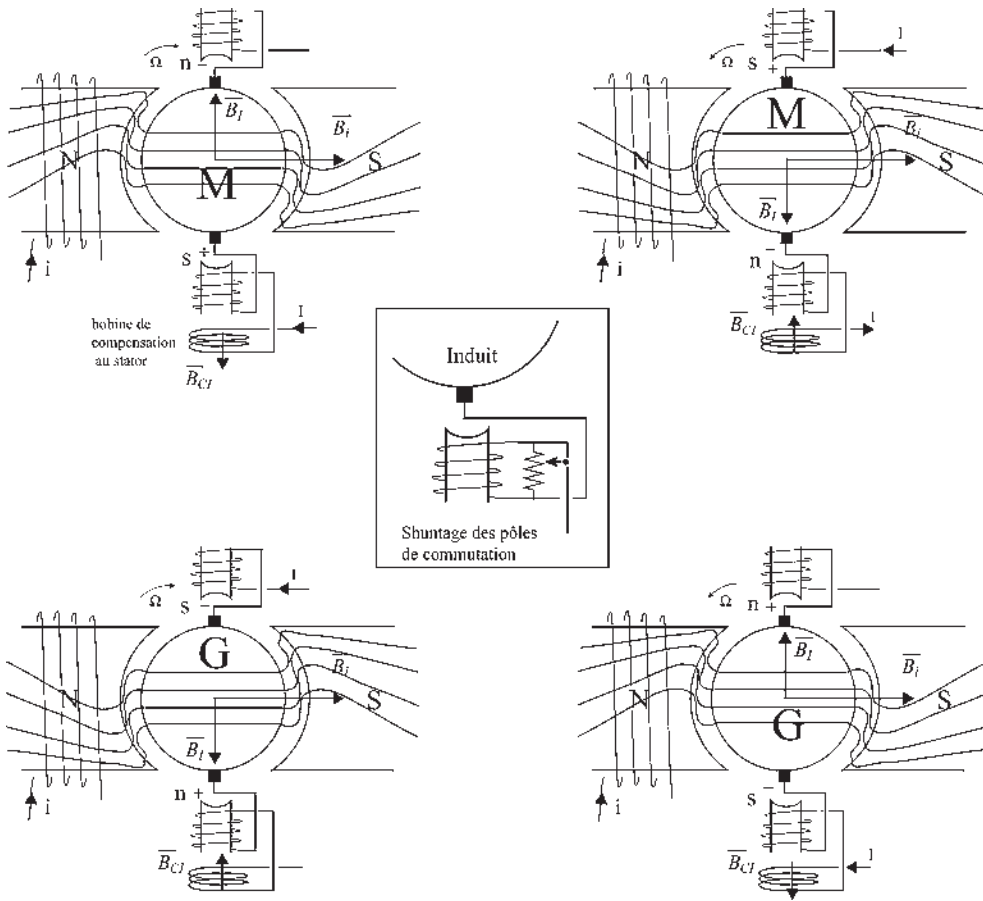 Ω
n
−
B_I
B_i
N
M
S
s
+
i
I
bobine de
compensation
au stator
B_CI
I
Ω
s
+
M
B_i
N
S
B_I
i
n
−
B_CI
I
Induit
Shuntage des pôles
de commutation
I
Ω
s
−
G
B_i
N
S
B_I
i
n
+
B_CI
Ω
n
+
B_I
B_i
N
S
G
i
s
−
B_CI
I